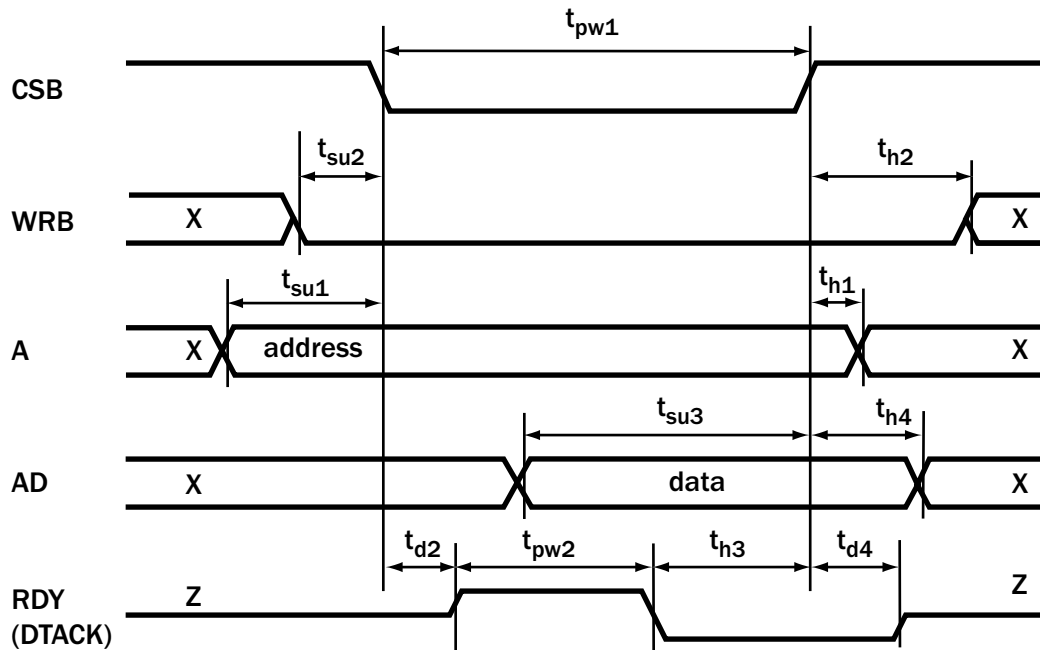 tpw1
CSB
tsu2
th2
WRB
X
X
tsu1
th1
A
X
address
X
tsu3
th4
AD
X
data
X
td2
tpw2
th3
td4
RDY
(DTACK)
Z
Z